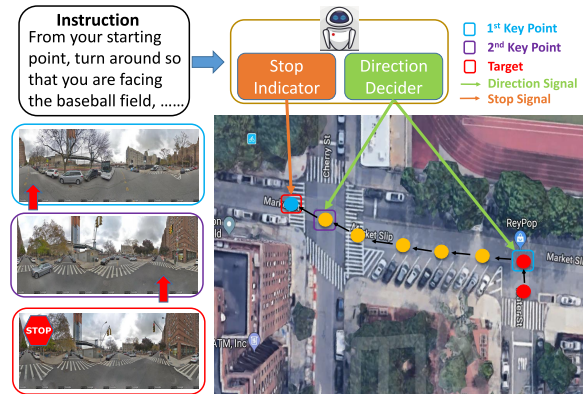 Instruction
From your starting
point, turn around so
that you are facing
the baseball field, ……
Stop
Indicator
Direction
Decider
1st Key Point
2nd Key Point
Target
Direction Signal
Stop Signal
STOP
Cherry St
Mark
Market Slip
ReyPop
Market Sl
ATM, Inc